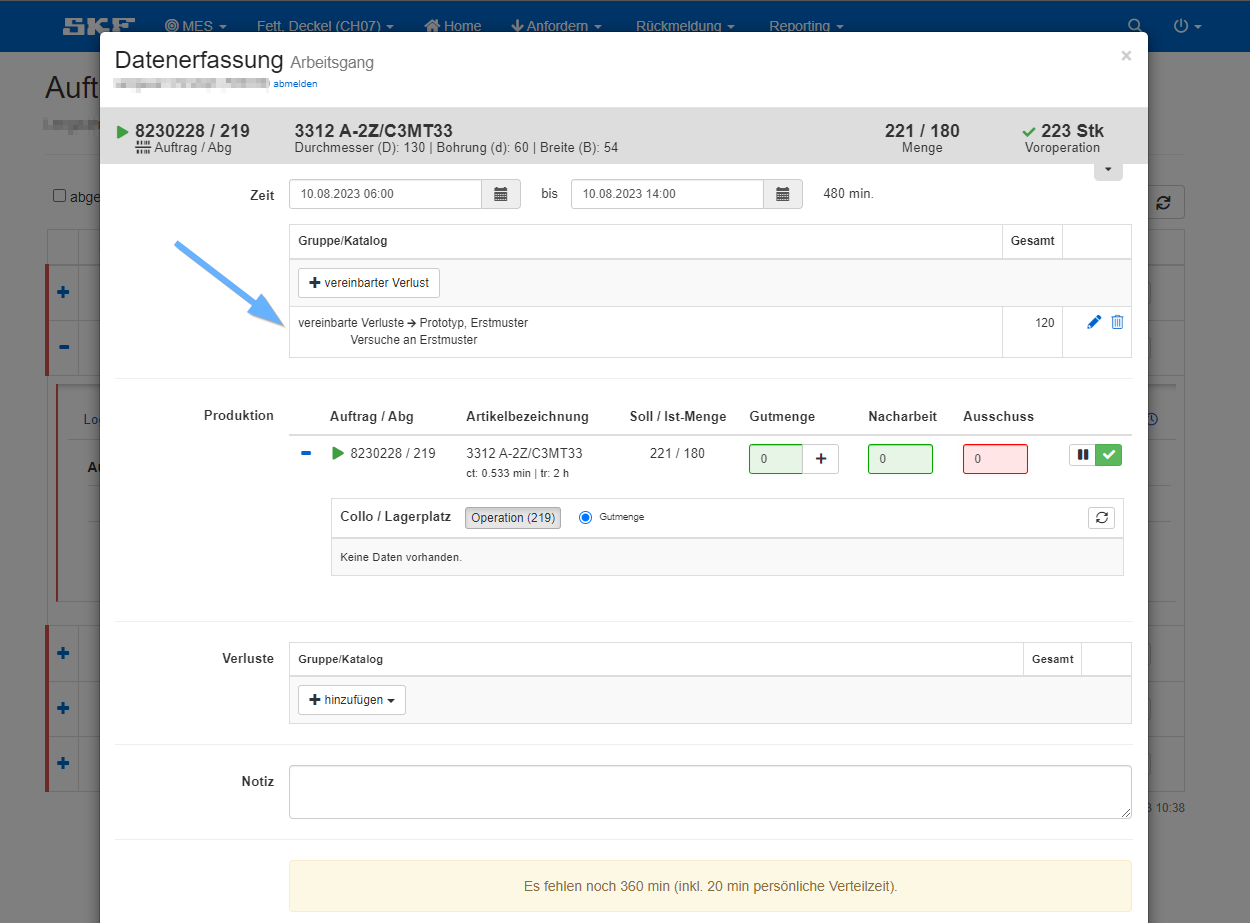 SKF MES Fett, Deckel (CH07) Home Anfordern Rückmeldung Reporting
Auft
Datenerfassung Arbeitsgang ×
abmelden
8230228 / 219 3312 A-2Z/C3MT33 221 / 180 223 Stk
Auftrag / Abg Durchmesser (D): 130 | Bohrung (d): 60 | Breite (B): 54 Menge Voroperation
abge
Zeit 10.08.2023 06:00 bis 10.08.2023 14:00 480 min.
Gruppe/Katalog Gesamt
vereinbarter Verlust
vereinbarte Verluste → Prototyp, Erstmuster 120
Versuche an Erstmuster
Produktion Auftrag / Abg Artikelbezeichnung Soll / Ist-Menge Gutmenge Nacharbeit Ausschuss
Lo
8230228 / 219 3312 A-2Z/C3MT33 221 / 180 0 0 0
ct: 0.533 min | tr: 2 h
Collo / Lagerplatz Operation (219) Gutmenge
Keine Daten vorhanden.
Verluste Gruppe/Katalog Gesamt
hinzufügen
Notiz
10:38
Es fehlen noch 360 min (inkl. 20 min persönliche Verteilzeit).